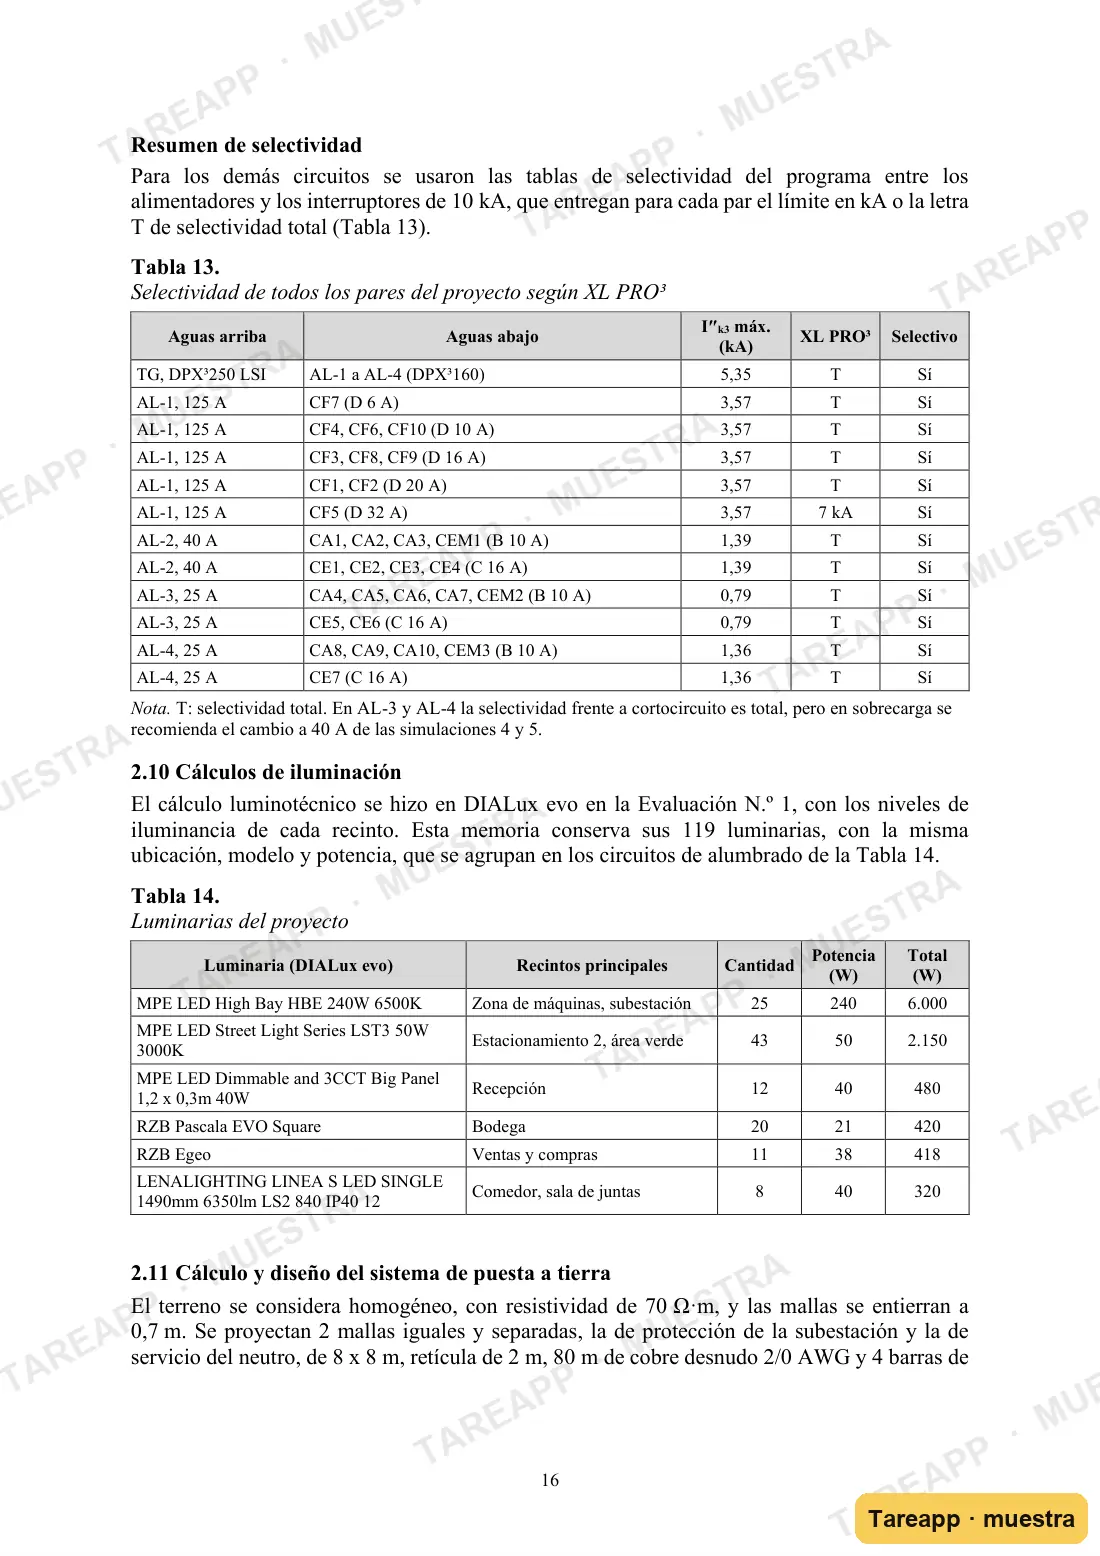 Resumen de selectividad
Para los demás circuitos se usaron las tablas de selectividad del programa entre los
alimentadores y los interruptores de 10 kA, que entregan para cada par el límite en kA o la letra
T de selectividad total (Tabla 13).
Tabla 13.
Selectividad de todos los pares del proyecto según XL PRO³
Aguas arriba | Aguas abajo | I″k3 máx. (kA) | XL PRO³ | Selectivo
TG, DPX³250 LSI | AL-1 a AL-4 (DPX³160) | 5,35 | T | Sí
AL-1, 125 A | CF7 (D 6 A) | 3,57 | T | Sí
AL-1, 125 A | CF4, CF6, CF10 (D 10 A) | 3,57 | T | Sí
AL-1, 125 A | CF3, CF8, CF9 (D 16 A) | 3,57 | T | Sí
AL-1, 125 A | CF1, CF2 (D 20 A) | 3,57 | T | Sí
AL-1, 125 A | CF5 (D 32 A) | 3,57 | 7 kA | Sí
AL-2, 40 A | CA1, CA2, CA3, CEM1 (B 10 A) | 1,39 | T | Sí
AL-2, 40 A | CE1, CE2, CE3, CE4 (C 16 A) | 1,39 | T | Sí
AL-3, 25 A | CA4, CA5, CA6, CA7, CEM2 (B 10 A) | 0,79 | T | Sí
AL-3, 25 A | CE5, CE6 (C 16 A) | 0,79 | T | Sí
AL-4, 25 A | CA8, CA9, CA10, CEM3 (B 10 A) | 1,36 | T | Sí
AL-4, 25 A | CE7 (C 16 A) | 1,36 | T | Sí
Nota. T: selectividad total. En AL-3 y AL-4 la selectividad frente a cortocircuito es total, pero en sobrecarga se
recomienda el cambio a 40 A de las simulaciones 4 y 5.
2.10 Cálculos de iluminación
El cálculo luminotécnico se hizo en DIALux evo en la Evaluación N.º 1, con los niveles de
iluminancia de cada recinto. Esta memoria conserva sus 119 luminarias, con la misma
ubicación, modelo y potencia, que se agrupan en los circuitos de alumbrado de la Tabla 14.
Tabla 14.
Luminarias del proyecto
Luminaria (DIALux evo) | Recintos principales | Cantidad | Potencia (W) | Total (W)
MPE LED High Bay HBE 240W 6500K | Zona de máquinas, subestación | 25 | 240 | 6.000
MPE LED Street Light Series LST3 50W 3000K | Estacionamiento 2, área verde | 43 | 50 | 2.150
MPE LED Dimmable and 3CCT Big Panel 1,2 x 0,3m 40W | Recepción | 12 | 40 | 480
RZB Pascala EVO Square | Bodega | 20 | 21 | 420
RZB Egeo | Ventas y compras | 11 | 38 | 418
LENALIGHTING LINEA S LED SINGLE 1490mm 6350lm LS2 840 IP40 12 | Comedor, sala de juntas | 8 | 40 | 320
2.11 Cálculo y diseño del sistema de puesta a tierra
El terreno se considera homogéneo, con resistividad de 70 Ω·m, y las mallas se entierran a
0,7 m. Se proyectan 2 mallas iguales y separadas, la de protección de la subestación y la de
servicio del neutro, de 8 x 8 m, retícula de 2 m, 80 m de cobre desnudo 2/0 AWG y 4 barras de
16
Tareapp · muestra
TAREAPP · MUESTRA